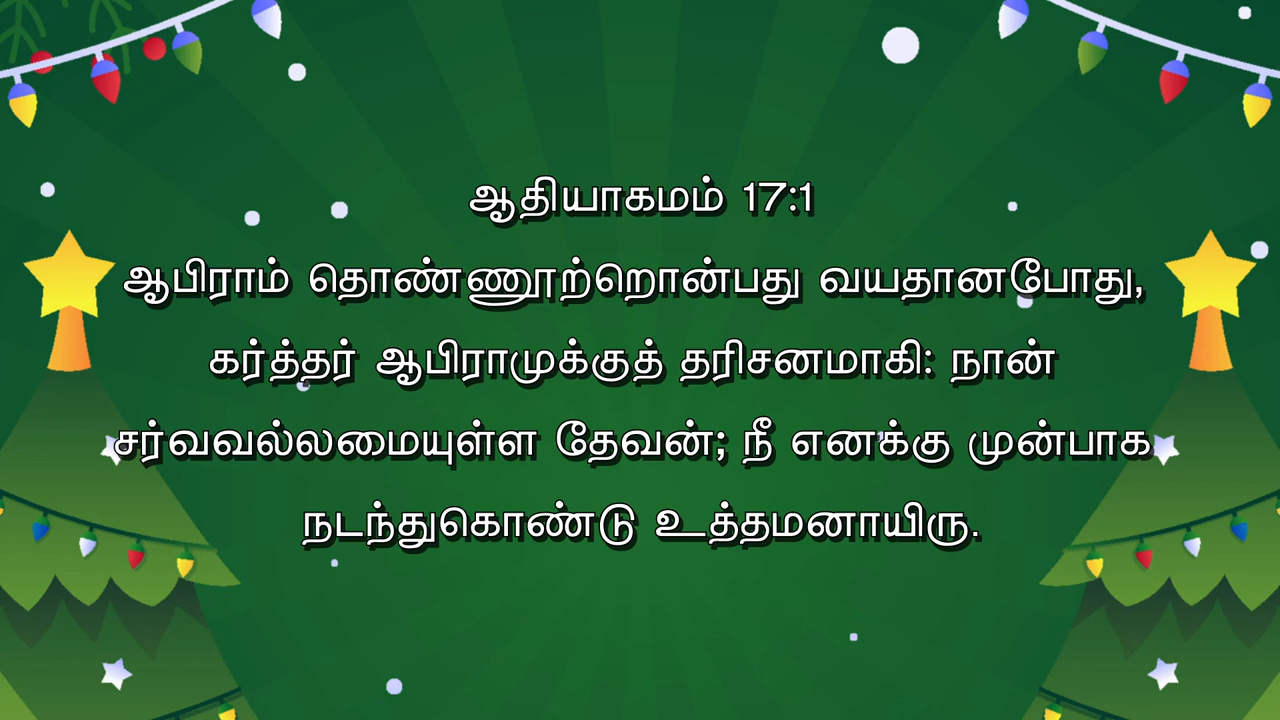 ஆதியாகமம் 17:1
ஆபிராம் தொண்ணூற்றொன்பது வயதானபோது,
கர்த்தர் ஆபிராமுக்குத் தரிசனமாகி: நான்
சர்வவல்லமையுள்ள தேவன்; நீ எனக்கு முன்பாக
நடந்துகொண்டு உத்தமனாயிரு.